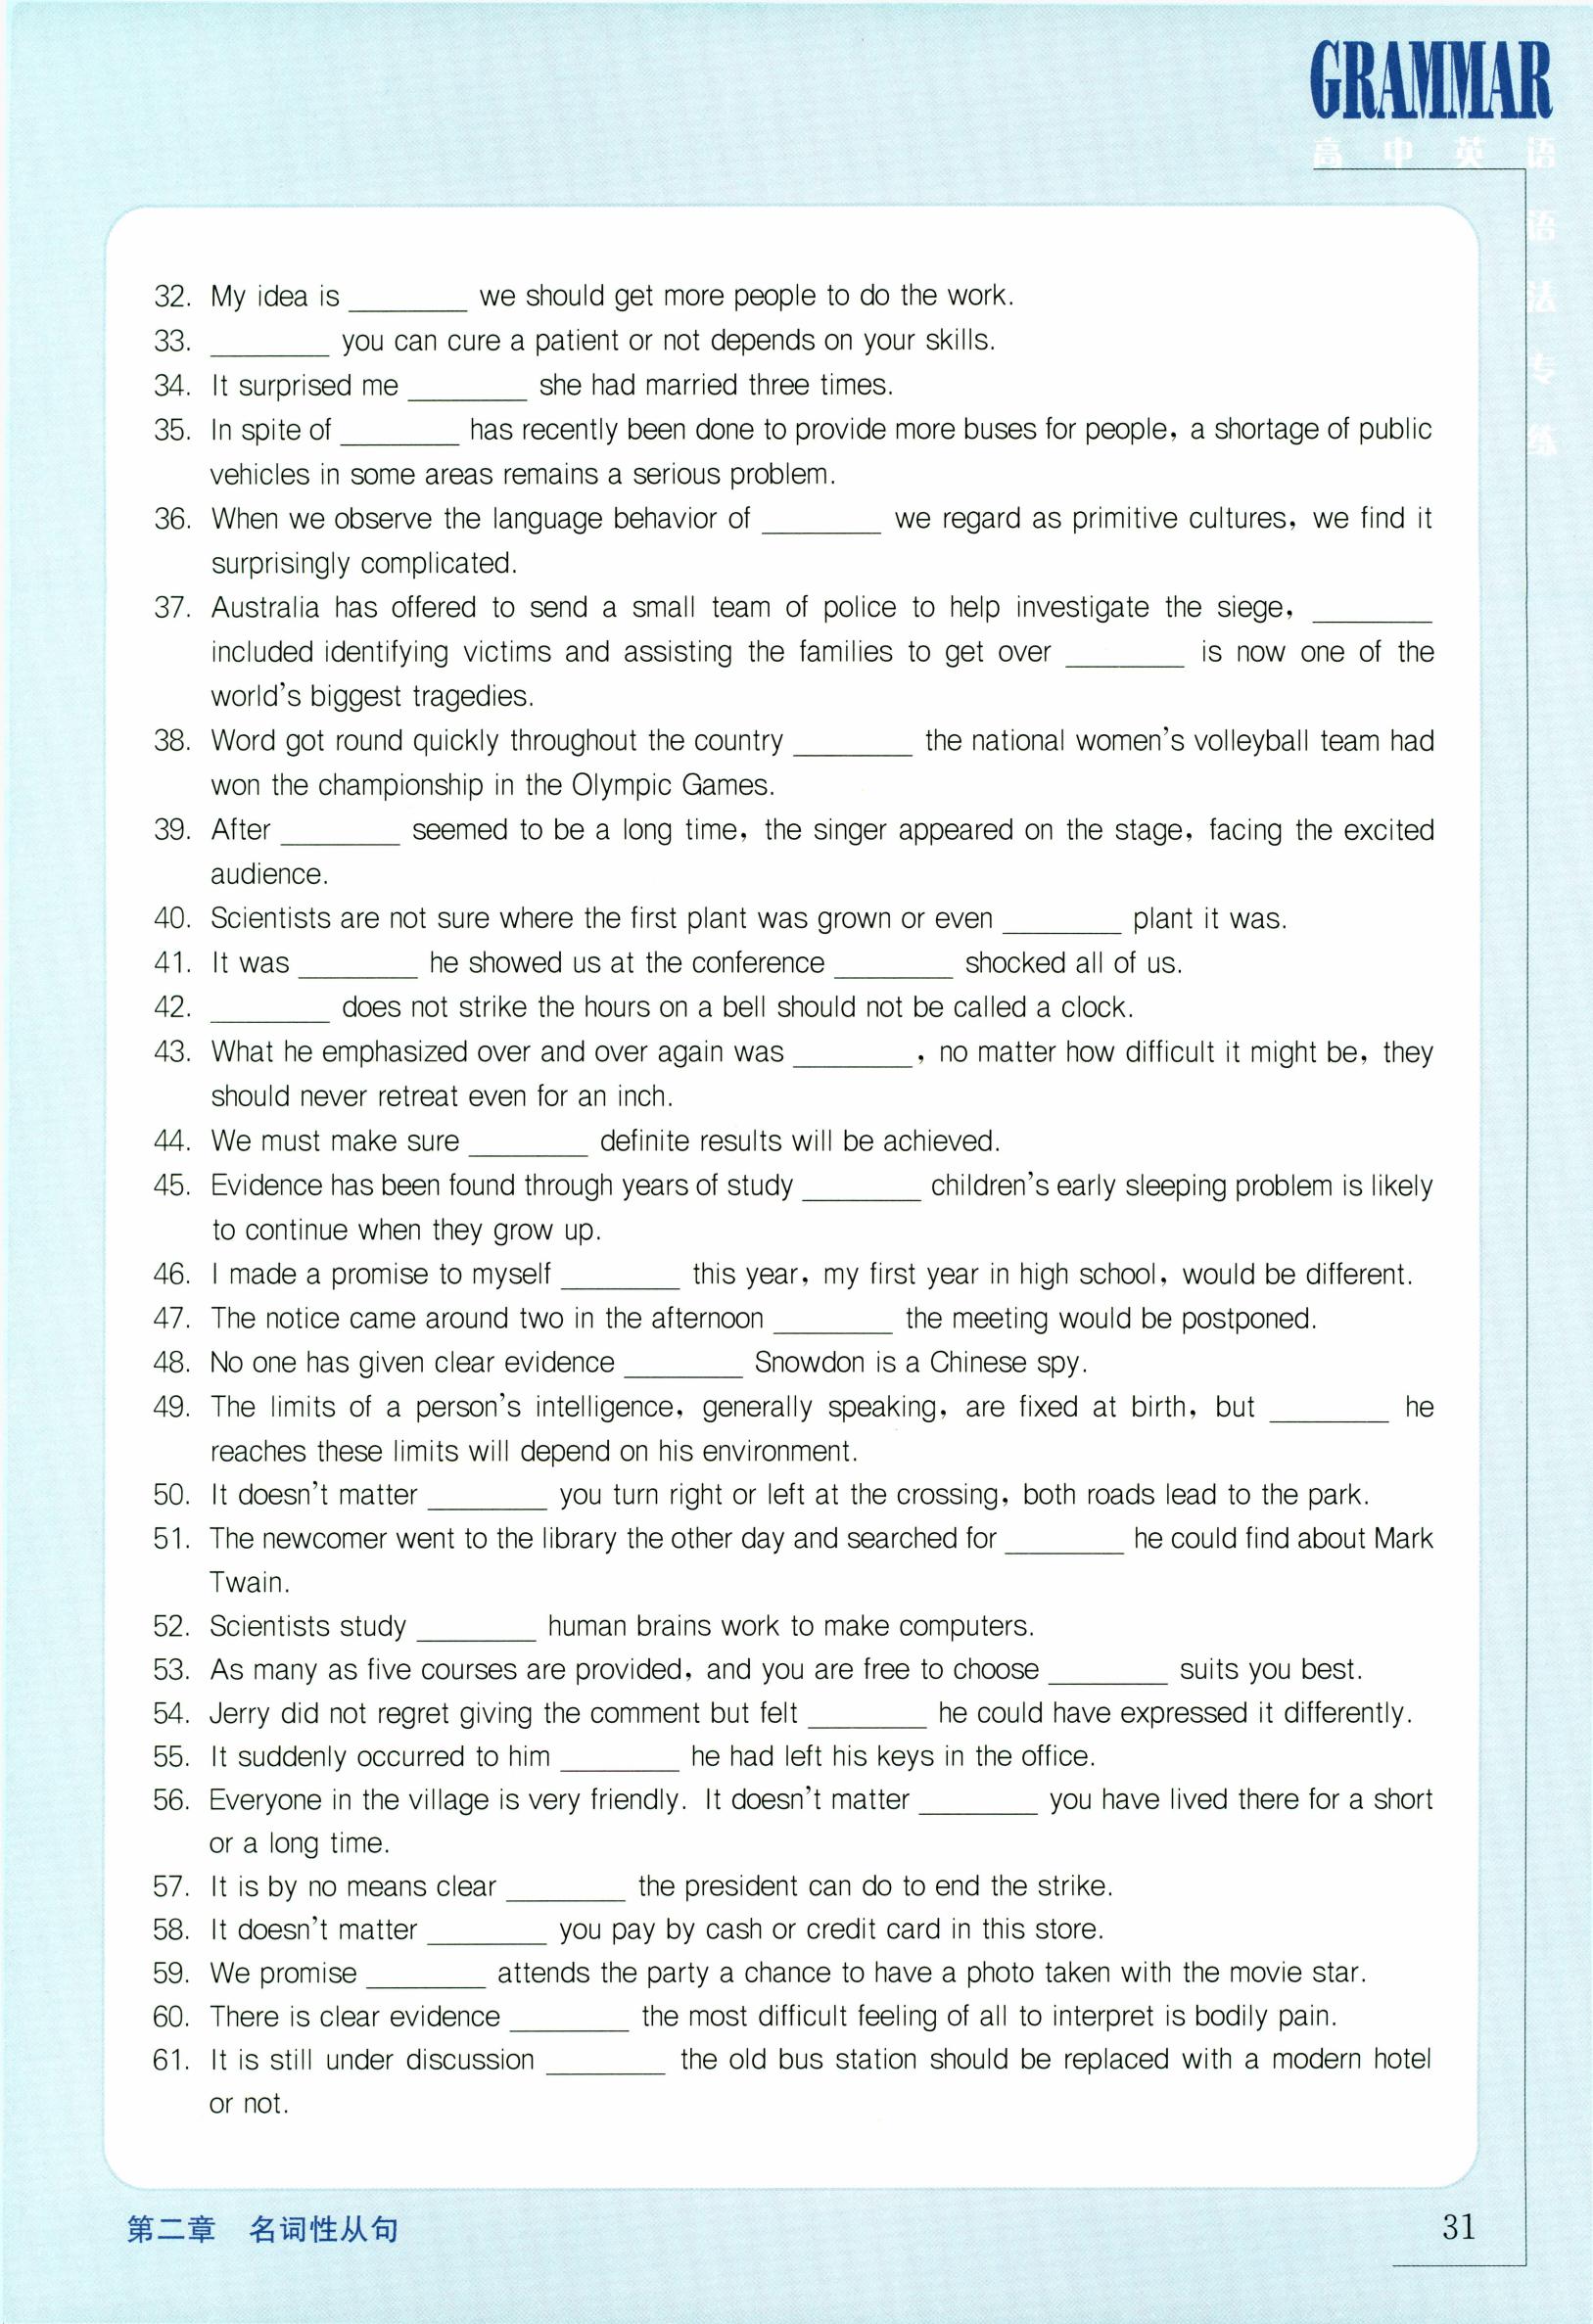 GRAMMAR
高中英语
语
法
专
练
32. My idea is ________ we should get more people to do the work.
33. ________ you can cure a patient or not depends on your skills.
34. It surprised me ________ she had married three times.
35. In spite of ________ has recently been done to provide more buses for people, a shortage of public
vehicles in some areas remains a serious problem.
36. When we observe the language behavior of ________ we regard as primitive cultures, we find it
surprisingly complicated.
37. Australia has offered to send a small team of police to help investigate the siege, ________
included identifying victims and assisting the families to get over ________ is now one of the
world's biggest tragedies.
38. Word got round quickly throughout the country ________ the national women's volleyball team had
won the championship in the Olympic Games.
39. After ________ seemed to be a long time, the singer appeared on the stage, facing the excited
audience.
40. Scientists are not sure where the first plant was grown or even ________ plant it was.
41. It was ________ he showed us at the conference ________ shocked all of us.
42. ________ does not strike the hours on a bell should not be called a clock.
43. What he emphasized over and over again was ________, no matter how difficult it might be, they
should never retreat even for an inch.
44. We must make sure ________ definite results will be achieved.
45. Evidence has been found through years of study ________ children's early sleeping problem is likely
to continue when they grow up.
46. I made a promise to myself ________ this year, my first year in high school, would be different.
47. The notice came around two in the afternoon ________ the meeting would be postponed.
48. No one has given clear evidence ________ Snowdon is a Chinese spy.
49. The limits of a person's intelligence, generally speaking, are fixed at birth, but ________ he
reaches these limits will depend on his environment.
50. It doesn't matter ________ you turn right or left at the crossing, both roads lead to the park.
51. The newcomer went to the library the other day and searched for ________ he could find about Mark
Twain.
52. Scientists study ________ human brains work to make computers.
53. As many as five courses are provided, and you are free to choose ________ suits you best.
54. Jerry did not regret giving the comment but felt ________ he could have expressed it differently.
55. It suddenly occurred to him ________ he had left his keys in the office.
56. Everyone in the village is very friendly. It doesn't matter ________ you have lived there for a short
or a long time.
57. It is by no means clear ________ the president can do to end the strike.
58. It doesn't matter ________ you pay by cash or credit card in this store.
59. We promise ________ attends the party a chance to have a photo taken with the movie star.
60. There is clear evidence ________ the most difficult feeling of all to interpret is bodily pain.
61. It is still under discussion ________ the old bus station should be replaced with a modern hotel
or not.
第二章 名词性从句
31